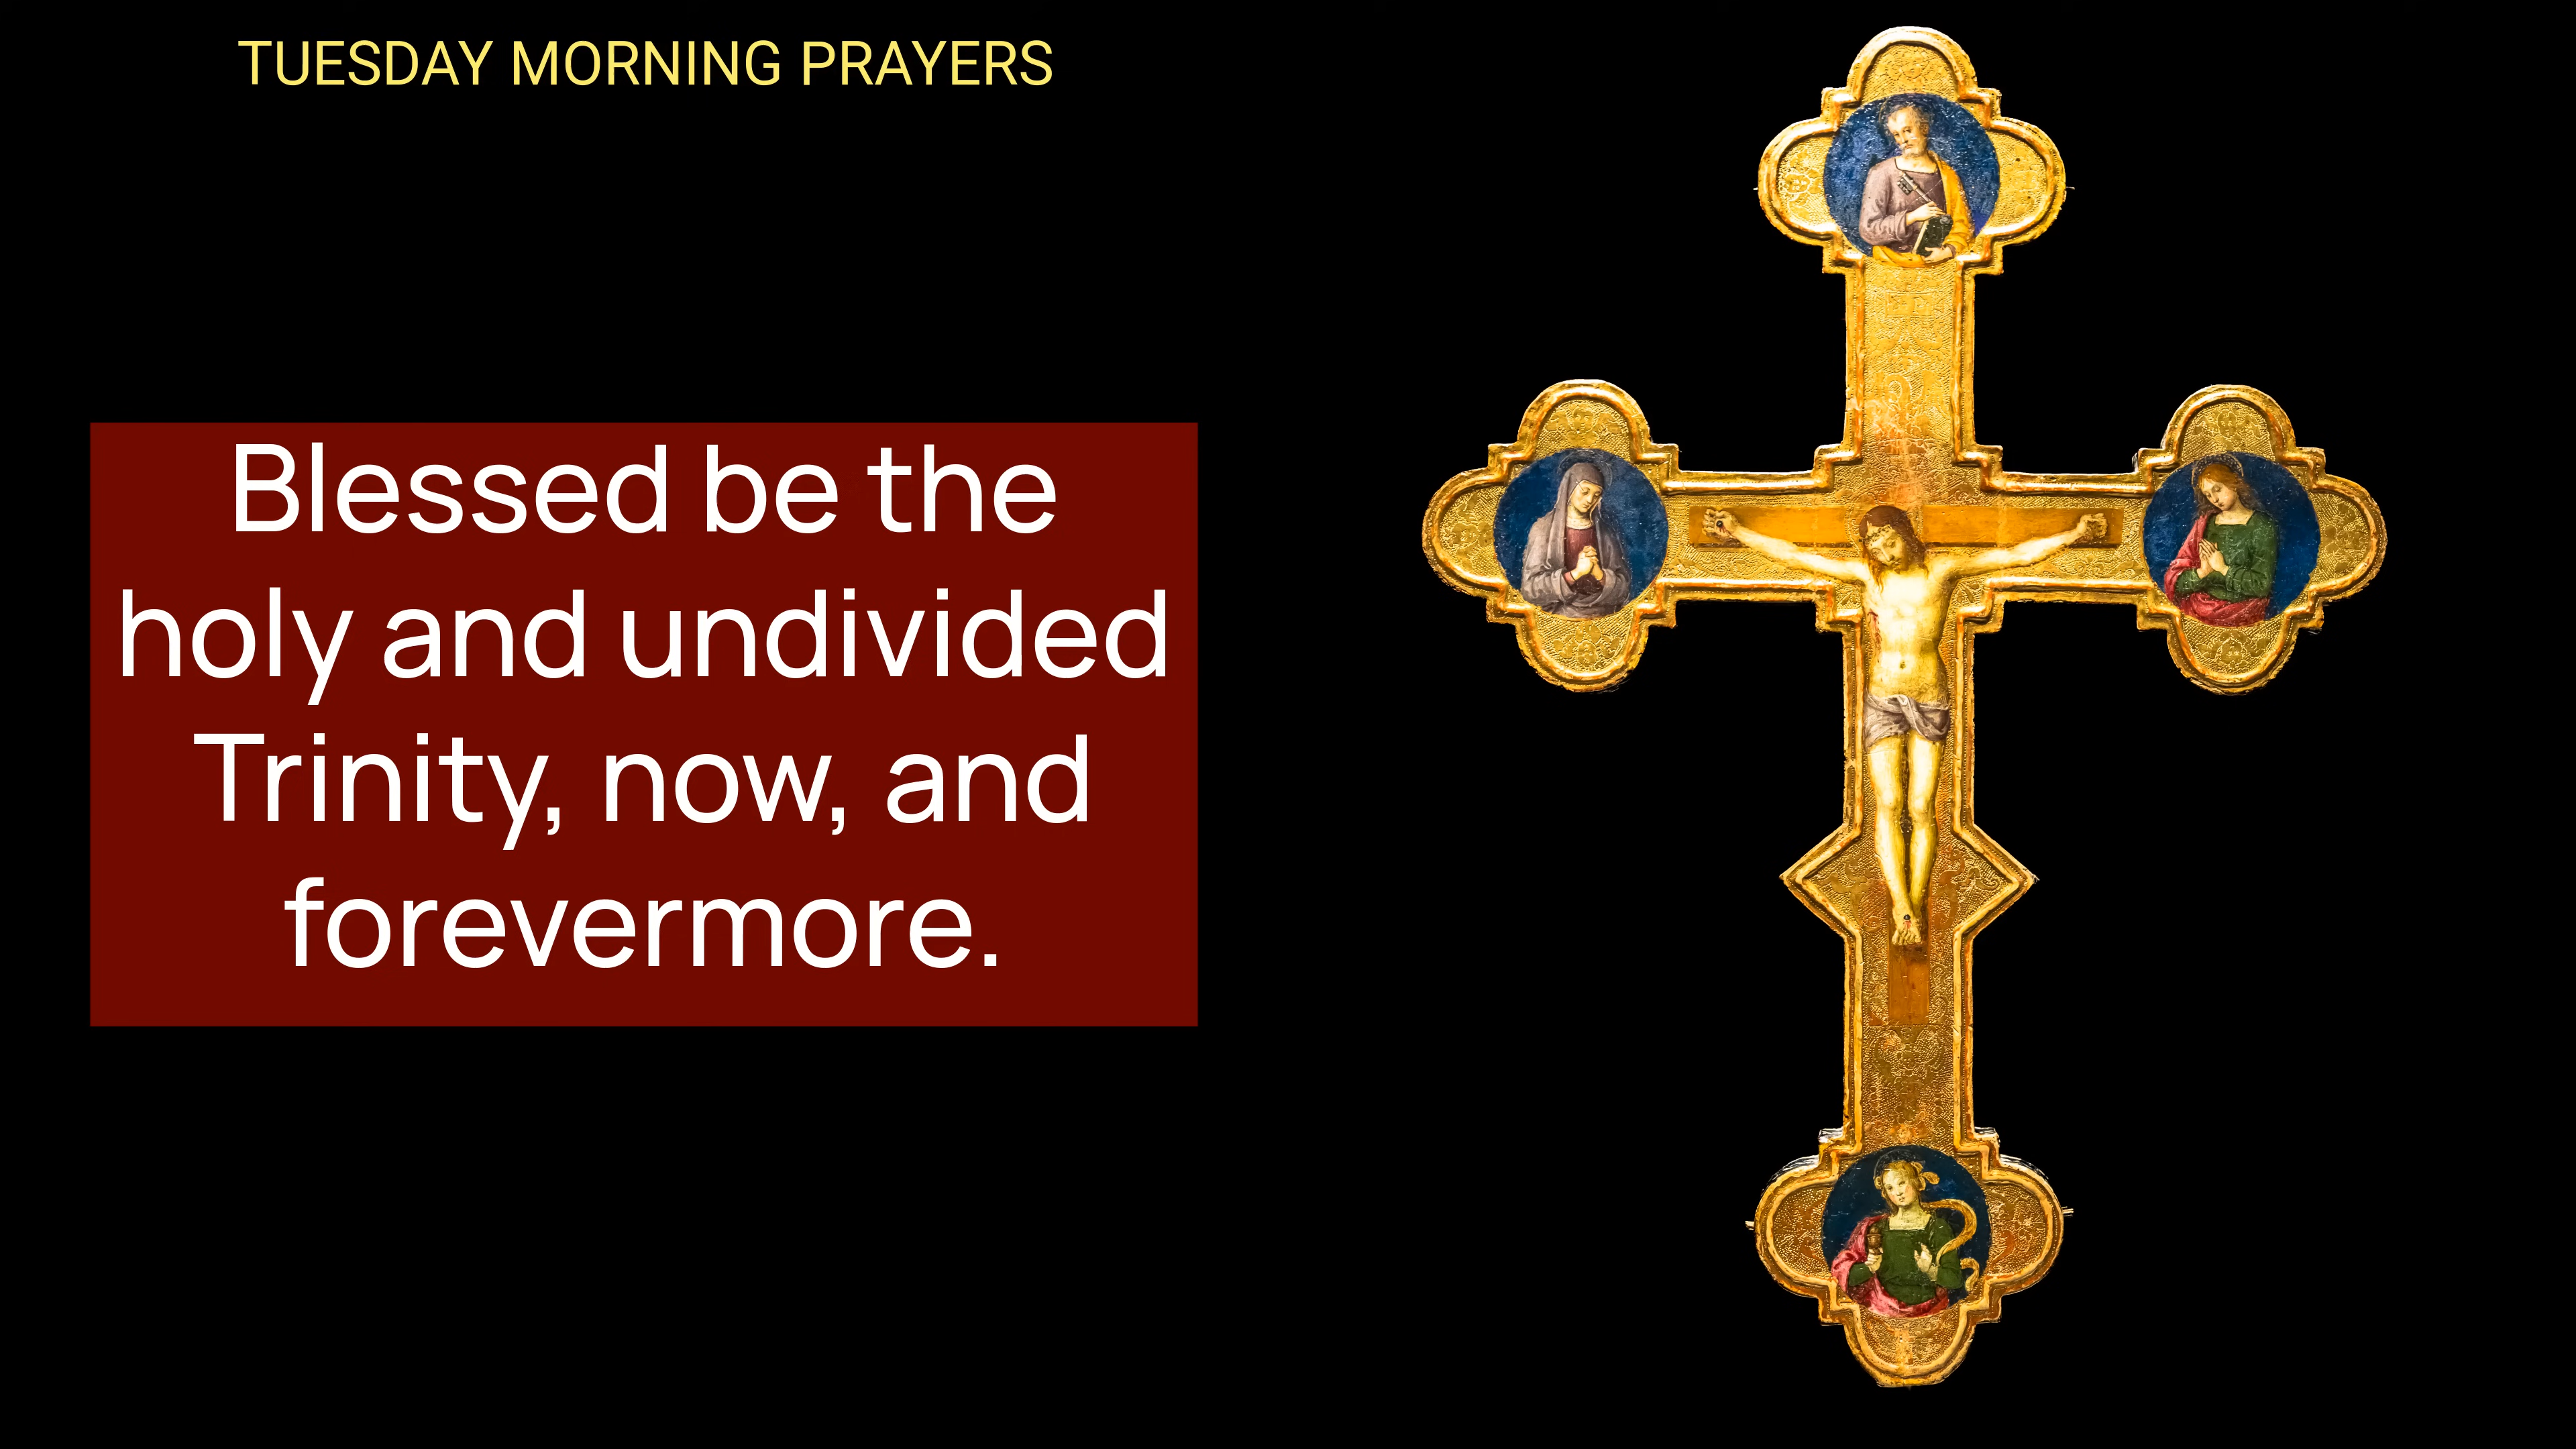 TUESDAY MORNING PRAYERS
Blessed be the
holy and undivided
Trinity, now, and
forevermore.